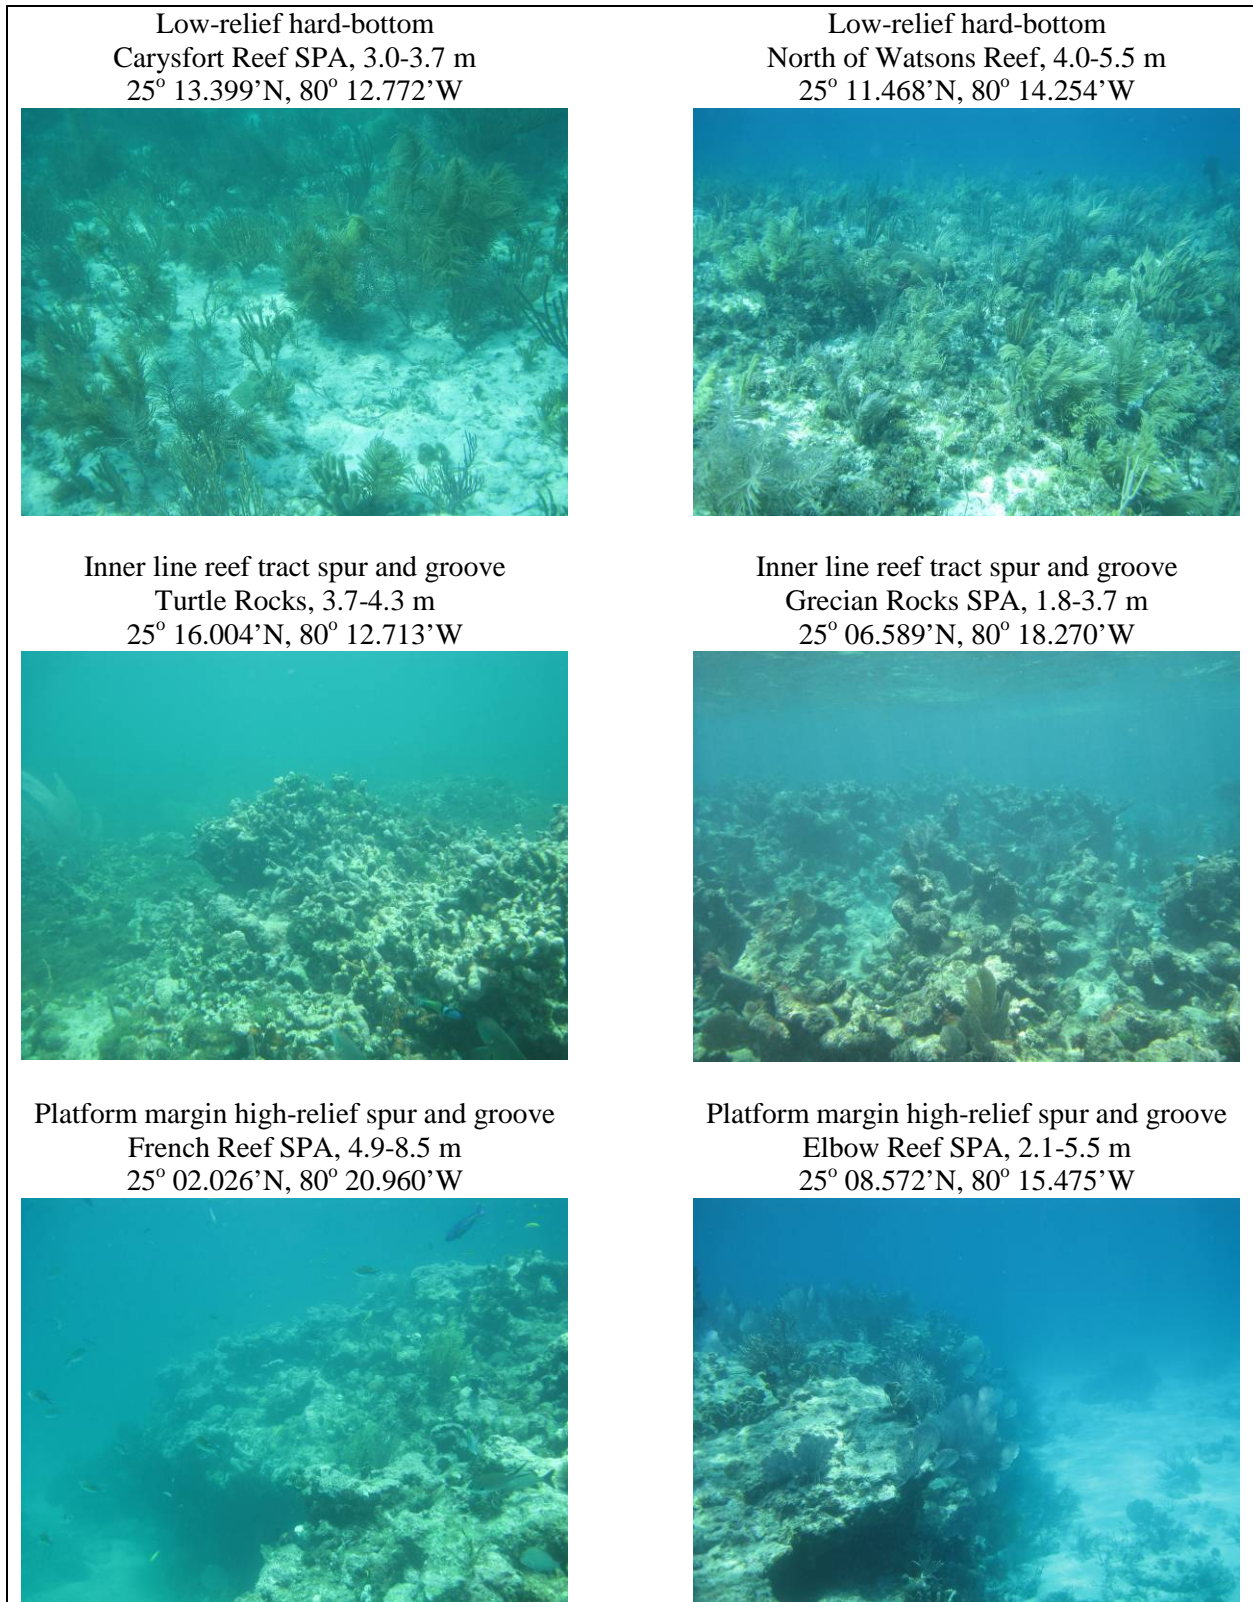 Low-relief hard-bottom
Carysfort Reef SPA, 3.0-3.7 m
25° 13.399’N, 80° 12.772’W
Low-relief hard-bottom
North of Watsons Reef, 4.0-5.5 m
25° 11.468’N, 80° 14.254’W
Inner line reef tract spur and groove
Turtle Rocks, 3.7-4.3 m
25° 16.004’N, 80° 12.713’W
Inner line reef tract spur and groove
Grecian Rocks SPA, 1.8-3.7 m
25° 06.589’N, 80° 18.270’W
Platform margin high-relief spur and groove
French Reef SPA, 4.9-8.5 m
25° 02.026’N, 80° 20.960’W
Platform margin high-relief spur and groove
Elbow Reef SPA, 2.1-5.5 m
25° 08.572’N, 80° 15.475’W